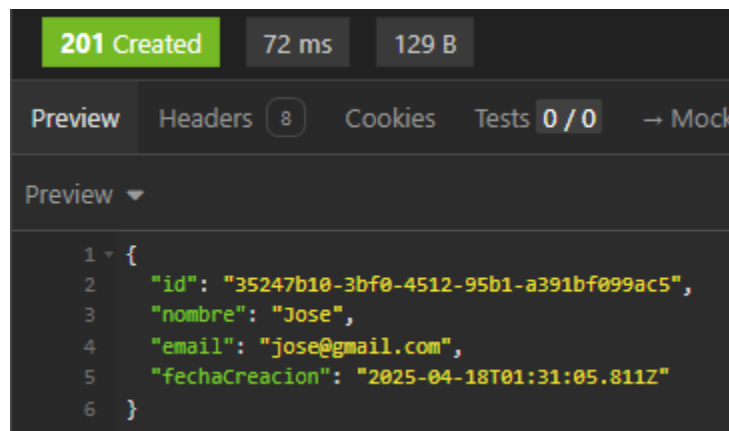 201 Created 72 ms 129 B
Preview Headers 8 Cookies Tests 0 / 0 → Mock
Preview
1 {
2 "id": "35247b10-3bf0-4512-95b1-a391bf099ac5",
3 "nombre": "Jose",
4 "email": "jose@gmail.com",
5 "fechaCreacion": "2025-04-18T01:31:05.811Z"
6 }